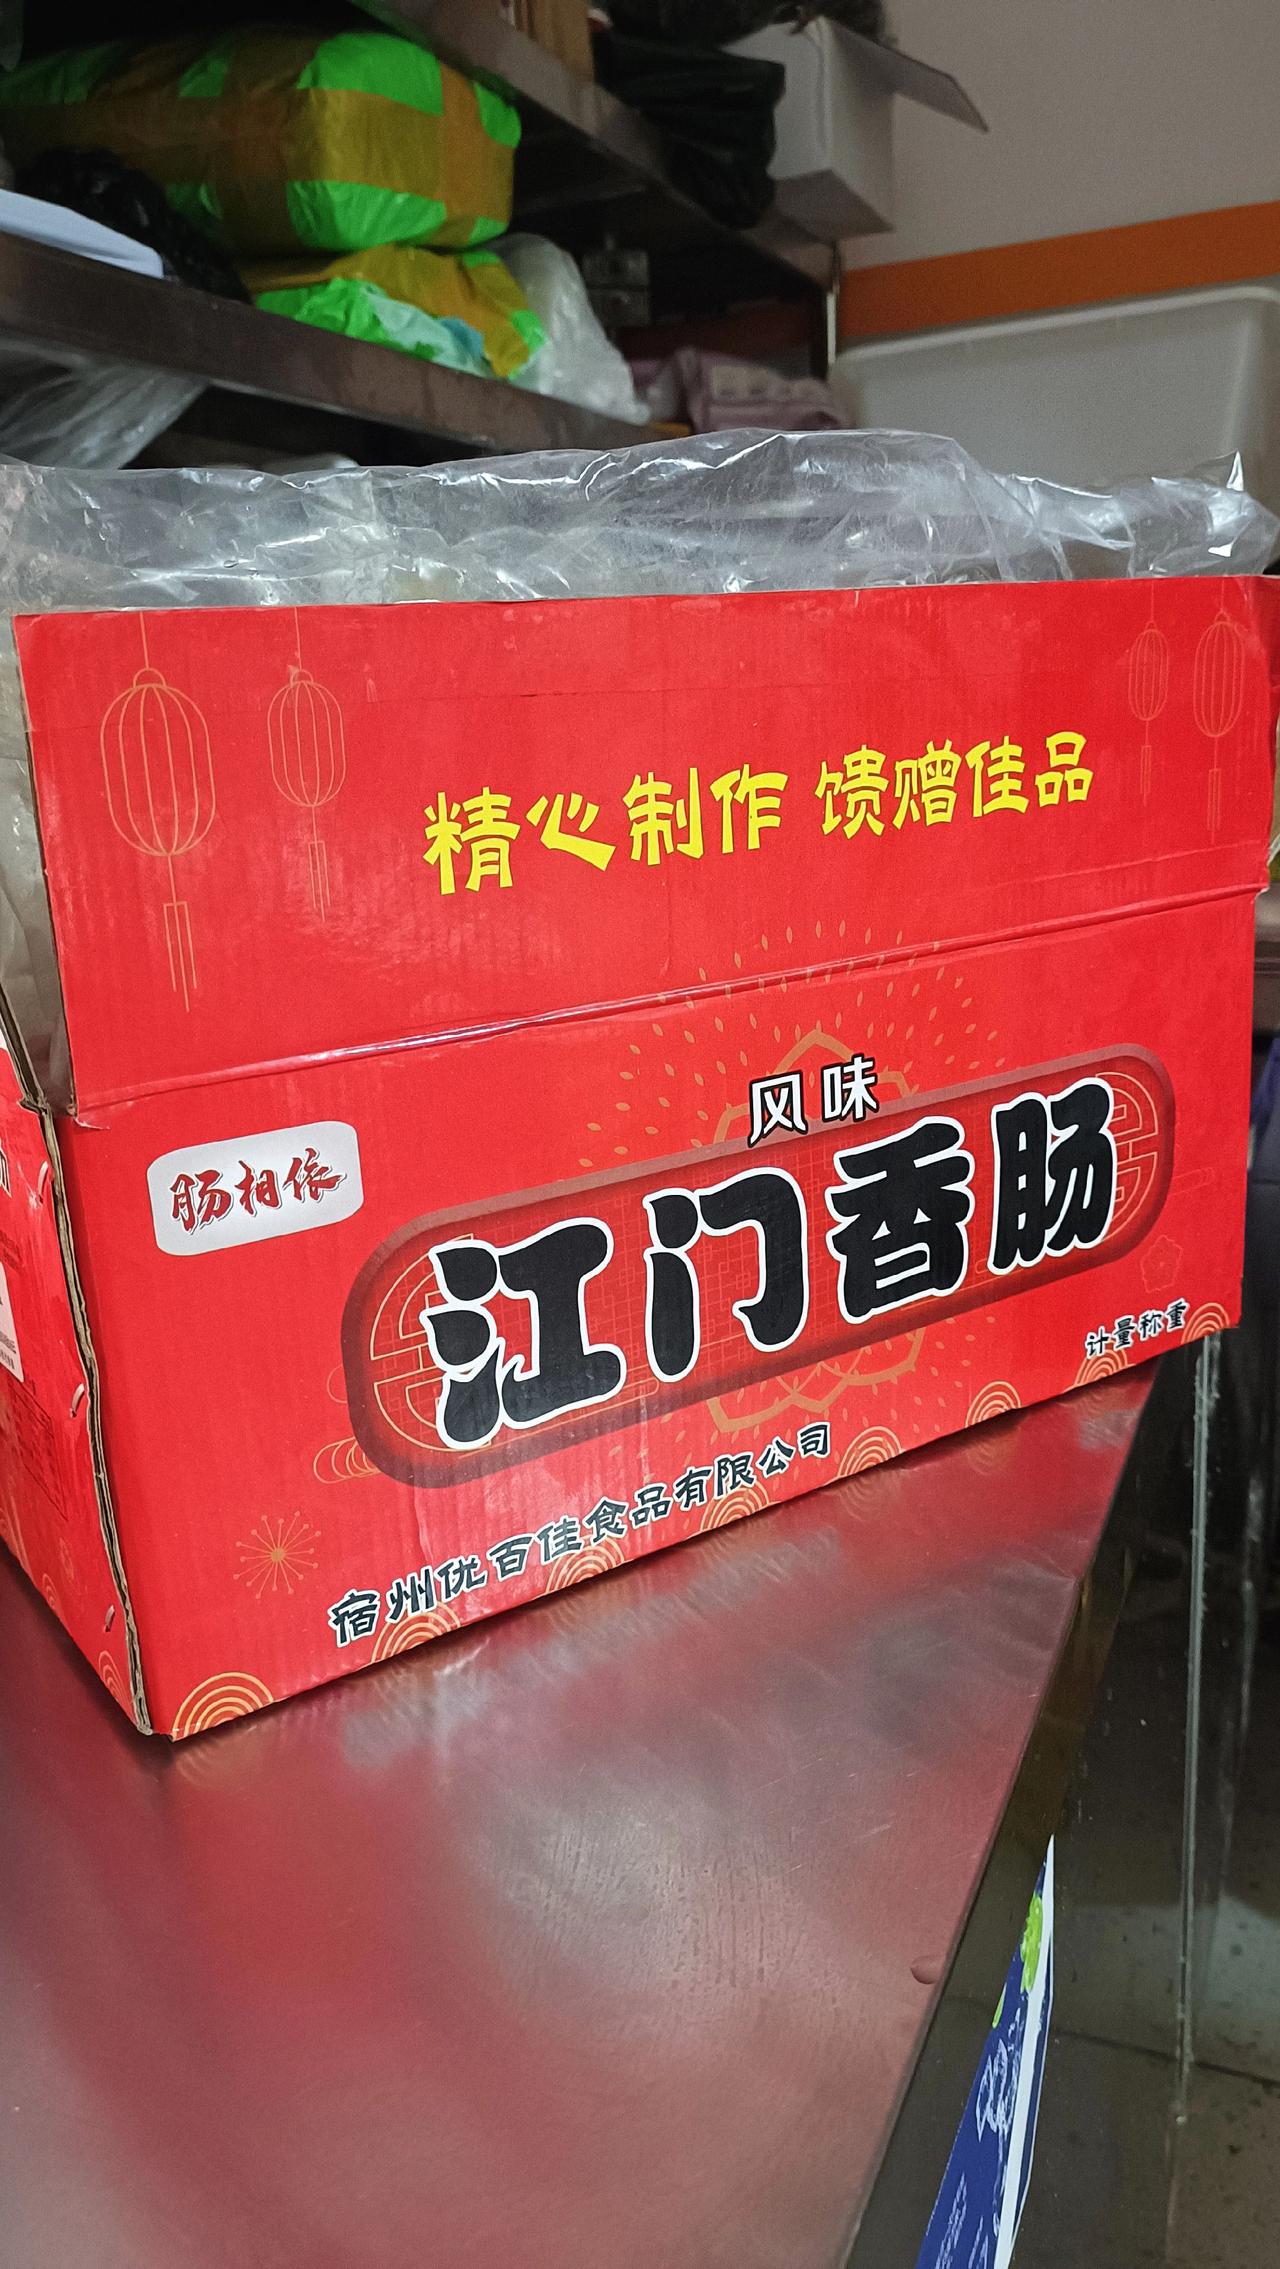 精心制作 馈赠佳品
风味
肠相依
江门香肠
计量称重
宿州优百佳食品有限公司